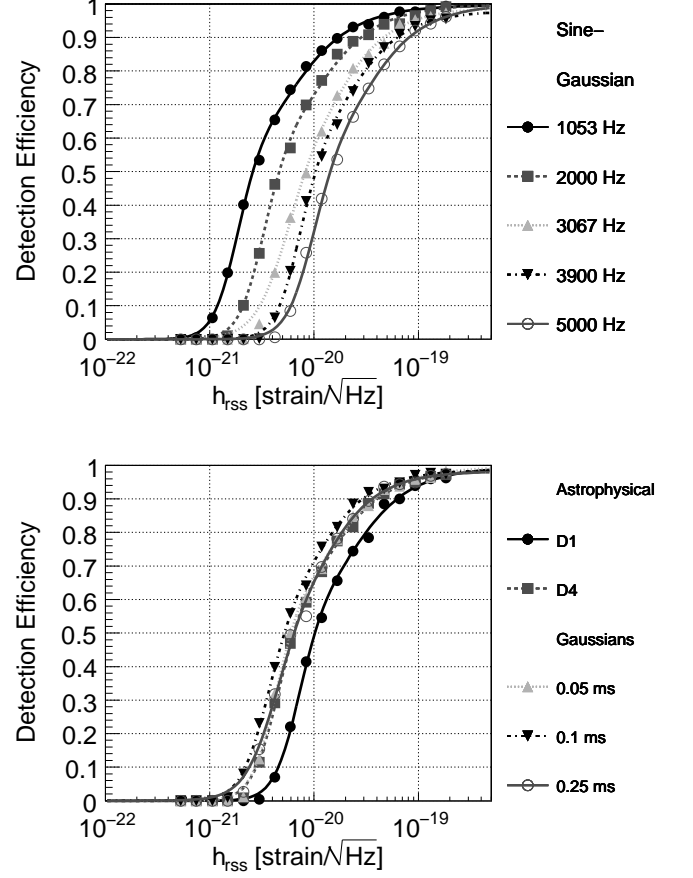 1
0.9
0.8
0.7
0.6
0.5
0.4
0.3
0.2
0.1
0
Detection Efficiency
10⁻²² 10⁻²¹ 10⁻²⁰ 10⁻¹⁹
h_rss [strain/√Hz]
Sine–
Gaussian
1053 Hz
2000 Hz
3067 Hz
3900 Hz
5000 Hz
1
0.9
0.8
0.7
0.6
0.5
0.4
0.3
0.2
0.1
0
Detection Efficiency
10⁻²² 10⁻²¹ 10⁻²⁰ 10⁻¹⁹
h_rss [strain/√Hz]
Astrophysical
D1
D4
Gaussians
0.05 ms
0.1 ms
0.25 ms